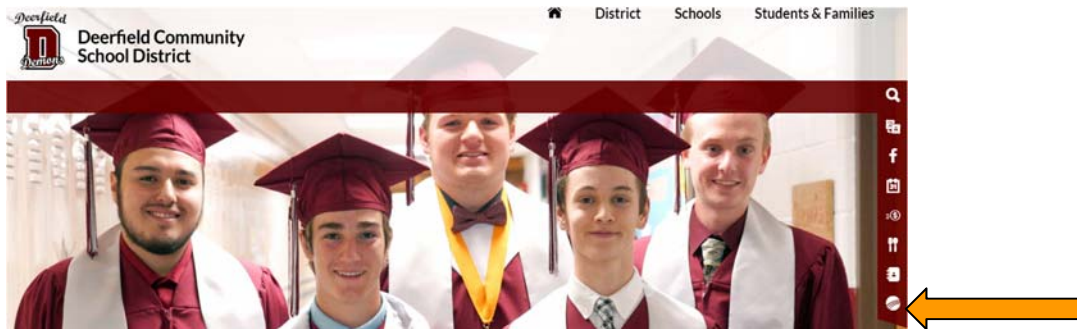 Deerfield
D
Demons
Deerfield Community
School District
District
Schools
Students & Families